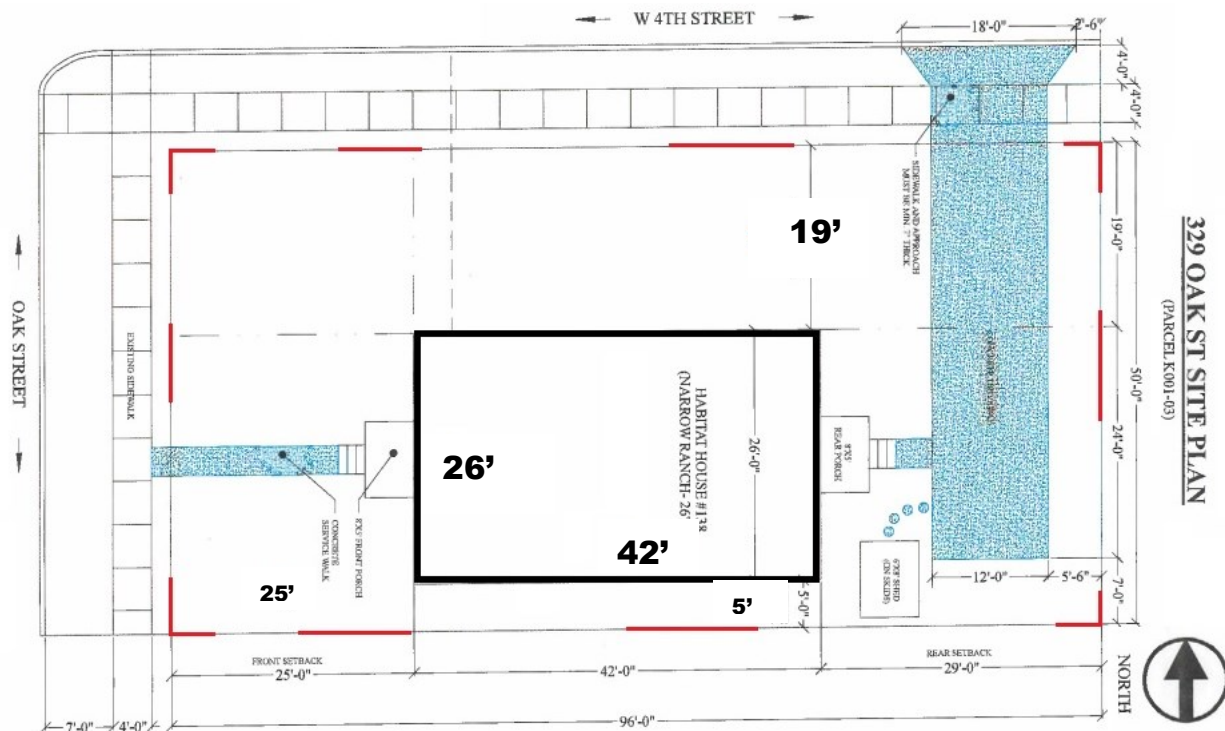 W 4TH STREET
18'-0"
2'-6"
4'-0"
4'-0"
SIDEWALK AND APPROACH
MUST BE MIN. 7" THICK
19'
19'-0"
50'-0"
329 OAK ST SITE PLAN
(PARCEL K001-03)
OAK STREET
EXISTING SIDEWALK
26'
26'-0"
HABITAT HOUSE #138
(NARROW RANCH- 26'
8'X5'
REAR PORCH
24'-0"
8'X5' FRONT PORCH
CONCRETE
SERVICE WALK
42'
25'
5'
5'-0"
6'X8' SHED
(ON SKIDS)
12'-0"
5'-6"
7'-0"
FRONT SETBACK
25'-0"
42'-0"
REAR SETBACK
29'-0"
NORTH
7'-0"
4'-0"
96'-0"